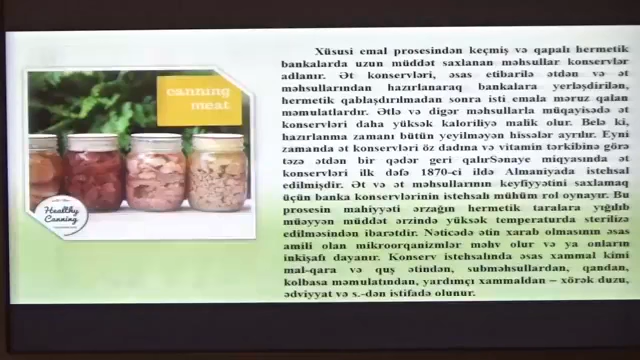 canning
meat
Healthy
Canning
Xüsusi emal prosesindən keçmiş və qapalı hermetik
bankalarda uzun müddət saxlanan məhsullar konservlər
adlanır. Ət konservləri, əsas etibarilə ətdən və ət
məhsullarından hazırlanaraq bankalara yerləşdirilən,
hermetik qablaşdırılmadan sonra isti emala məruz qalan
məmulatlardır. Ətlə və digər məhsullarla müqayisədə ət
konservləri daha yüksək kaloriliyə malik olur. Belə ki,
hazırlanma zamanı bütün yeyilməyən hissələr ayrılır. Eyni
zamanda ət konservləri öz dadına və vitamin tərkibinə görə
təzə ətdən bir qədər geri qalırSənaye miqyasında ət
konservləri ilk dəfə 1870-ci ildə Almaniyada istehsal
edilmişdir. Ət və ət məhsullarının keyfiyyətini saxlamaq
üçün banka konservlərinin istehsalı mühüm rol oynayır. Bu
prosesin mahiyyəti ərzağın hermetik taralara yığılıb
müəyyən müddət ərzində yüksək temperaturda sterilizə
edilməsindən ibarətdir. Nəticədə ətin xarab olmasının əsas
amili olan mikroorqanizmlər məhv olur və ya onların
inkişafı dayanır. Konserv istehsalında əsas xammal kimi
mal-qara və quş ətindən, subməhsullardan, qandan,
kolbasa məmulatından, yardımçı xammaldan – xörək duzu,
ədviyyat və s.-dən istifadə olunur.